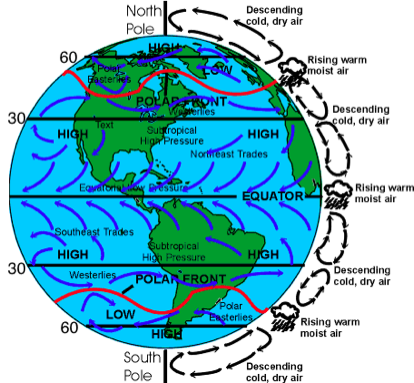 North
Pole
Descending
cold, dry air
60
HIGH
Polar
Easterlies
LOW
Rising warm
moist air
POLAR FRONT
Westerlies
Descending
cold, dry air
30
Text
HIGH
Subtropical
High Pressure
HIGH
Northeast Trades
Equatorial Low Pressure
EQUATOR
Rising warm
moist air
Southeast Trades
HIGH
Subtropical
High Pressure
HIGH
30
Westerlies
POLAR FRONT
Descending
cold, dry air
LOW
Polar
Easterlies
60
HIGH
Rising warm
moist air
South
Pole
Descending
cold, dry air